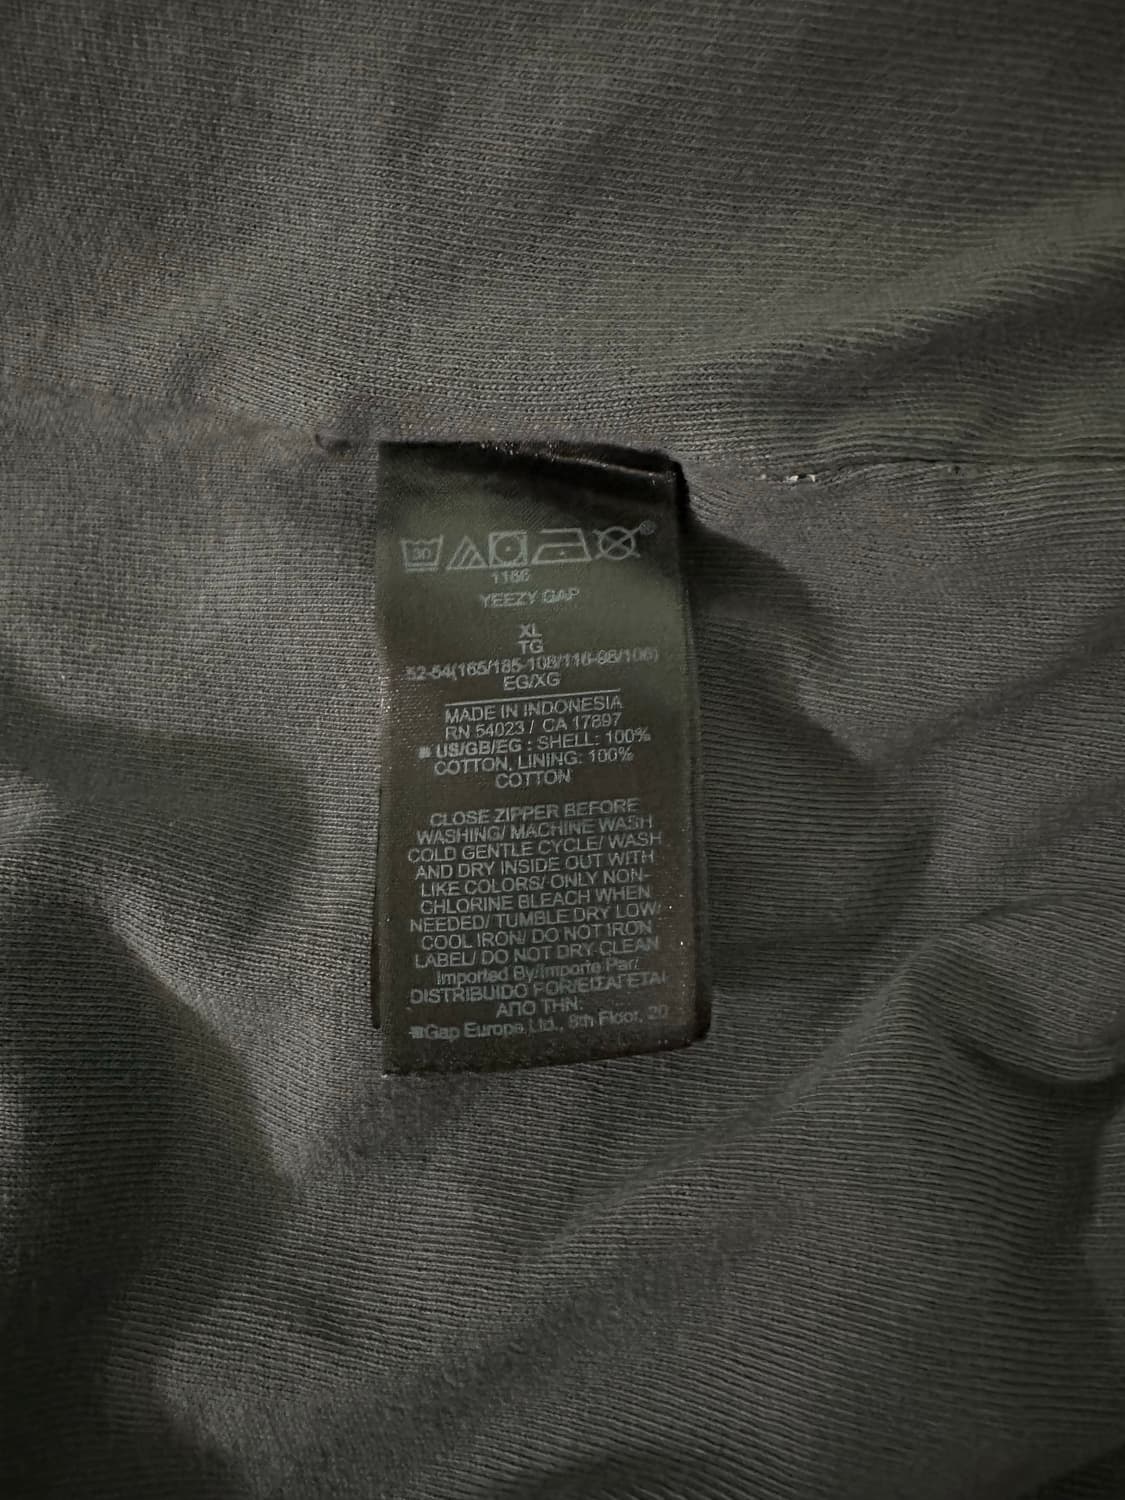 30
®
1166
YEEZY GAP
XL
TG
52-54(165/185-108/116-96/106)
EG/XG
MADE IN INDONESIA
RN 54023 / CA 17897
■ US/GB/EG : SHELL: 100%
COTTON, LINING: 100%
COTTON
CLOSE ZIPPER BEFORE
WASHING/ MACHINE WASH
COLD GENTLE CYCLE/ WASH
AND DRY INSIDE OUT WITH
LIKE COLORS/ ONLY NON-
CHLORINE BLEACH WHEN
NEEDED/ TUMBLE DRY LOW/
COOL IRON/ DO NOT IRON
LABEL/ DO NOT DRY CLEAN
Imported By/Importe Par/
DISTRIBUIDO POR/ΕΙΣΑΓΕΤΑΙ
ΑΠΟ ΤΗΝ
■Gap Europe Ltd., 8th Floor, 20